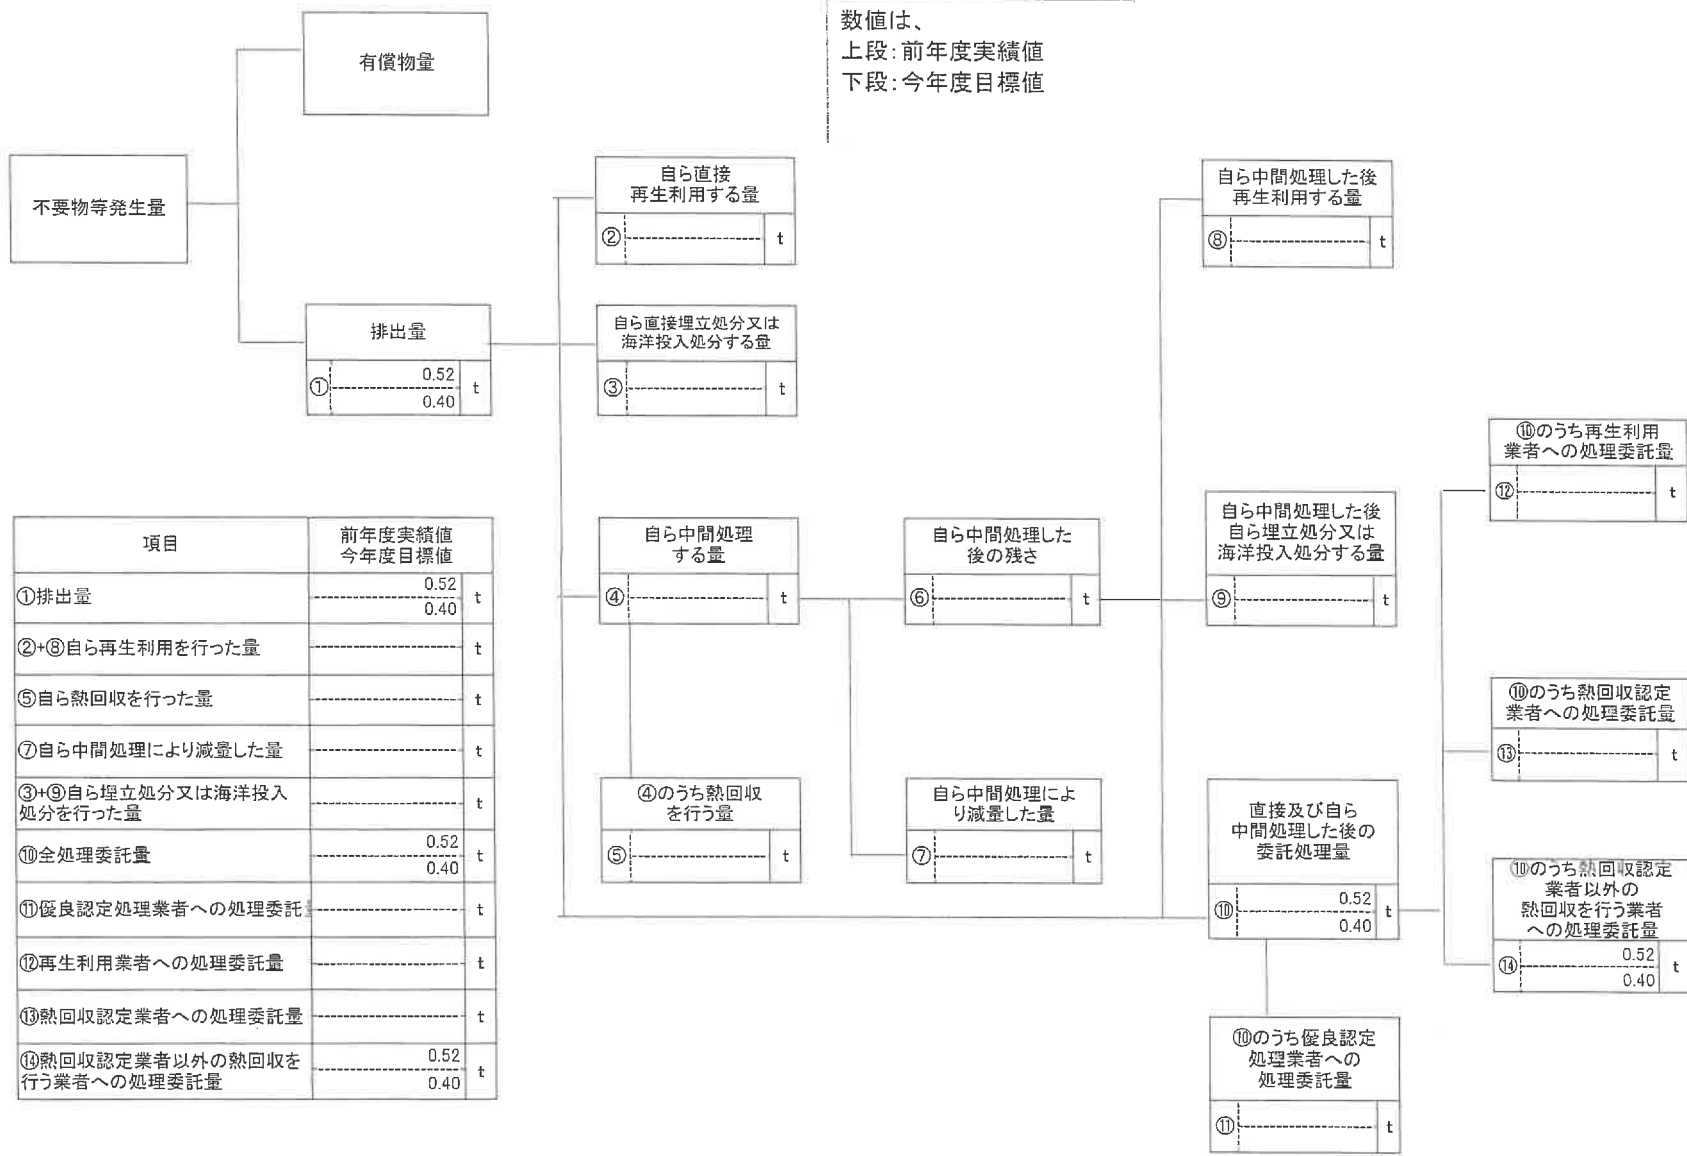 数値は、
上段：前年度実績値
下段：今年度目標値
有償物量
不要物等発生量
排出量
①
0.52
0.40
t
自ら直接
再生利用する量
②
t
自ら直接埋立処分又は
海洋投入処分する量
③
t
自ら中間処理
する量
④
t
④のうち熱回収
を行う量
⑤
t
自ら中間処理した
後の残さ
⑥
t
自ら中間処理によ
り減量した量
⑦
t
自ら中間処理した後
再生利用する量
⑧
t
自ら中間処理した後
自ら埋立処分又は
海洋投入処分する量
⑨
t
直接及び自ら
中間処理した後の
委託処理量
⑩
0.52
0.40
t
⑩のうち優良認定
処理業者への
処理委託量
⑪
t
⑩のうち再生利用
業者への処理委託量
⑫
t
⑩のうち熱回収認定
業者への処理委託量
⑬
t
⑩のうち熱回収認定
業者以外の
熱回収を行う業者
への処理委託量
⑭
0.52
0.40
t
項目
前年度実績値
今年度目標値
①排出量
0.52
0.40
t
②+⑧自ら再生利用を行った量
t
⑤自ら熱回収を行った量
t
⑦自ら中間処理により減量した量
t
③+⑨自ら埋立処分又は海洋投入
処分を行った量
t
⑩全処理委託量
0.52
0.40
t
⑪優良認定処理業者への処理委託
t
⑫再生利用業者への処理委託量
t
⑬熱回収認定業者への処理委託量
t
⑭熱回収認定業者以外の熱回収を
行う業者への処理委託量
0.52
0.40
t